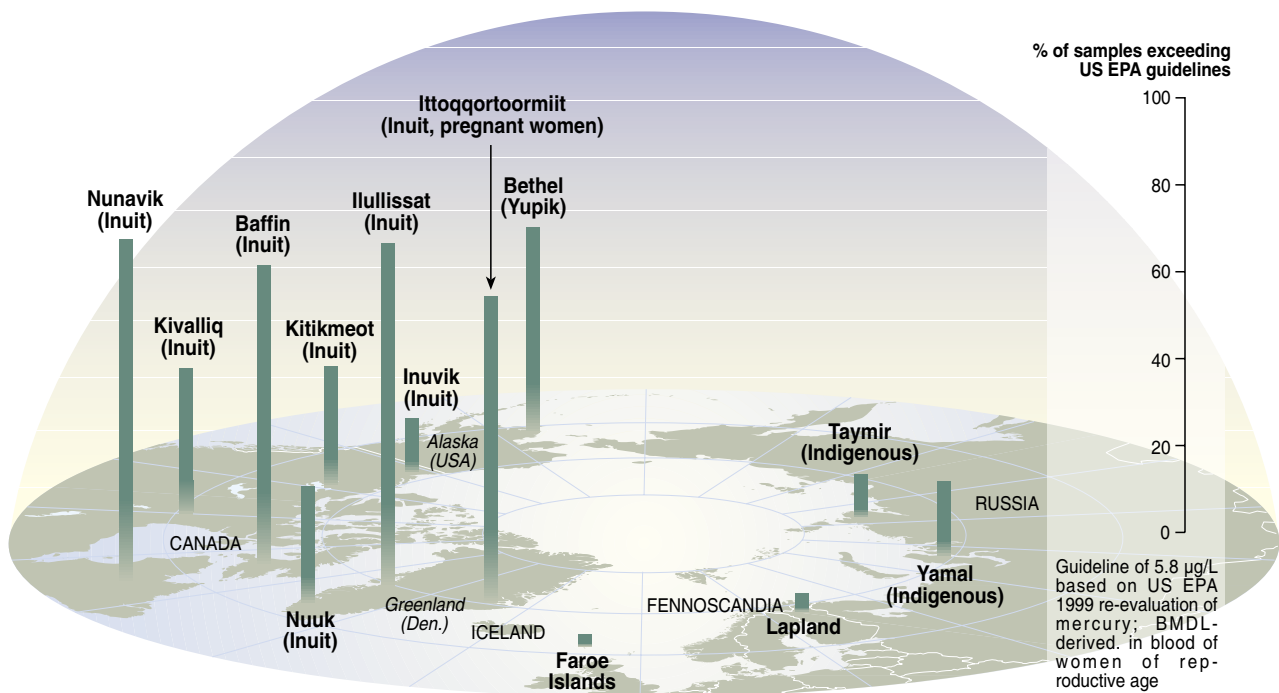 % of samples exceeding
US EPA guidelines
100
80
60
40
20
0
Ittoqqortoormiit
(Inuit, pregnant women)
Nunavik
(Inuit)
Baffin
(Inuit)
Ilullissat
(Inuit)
Bethel
(Yupik)
Kivalliq
(Inuit)
Kitikmeot
(Inuit)
Inuvik
(Inuit)
Alaska
(USA)
Taymir
(Indigenous)
RUSSIA
CANADA
Yamal
(Indigenous)
Nuuk
(Inuit)
Greenland
(Den.)
ICELAND
FENNOSCANDIA
Lapland
Faroe
Islands
Guideline of 5.8 µg/L
based on US EPA
1999 re-evaluation of
mercury; BMDL-
derived. in blood of
women of rep-
roductive age